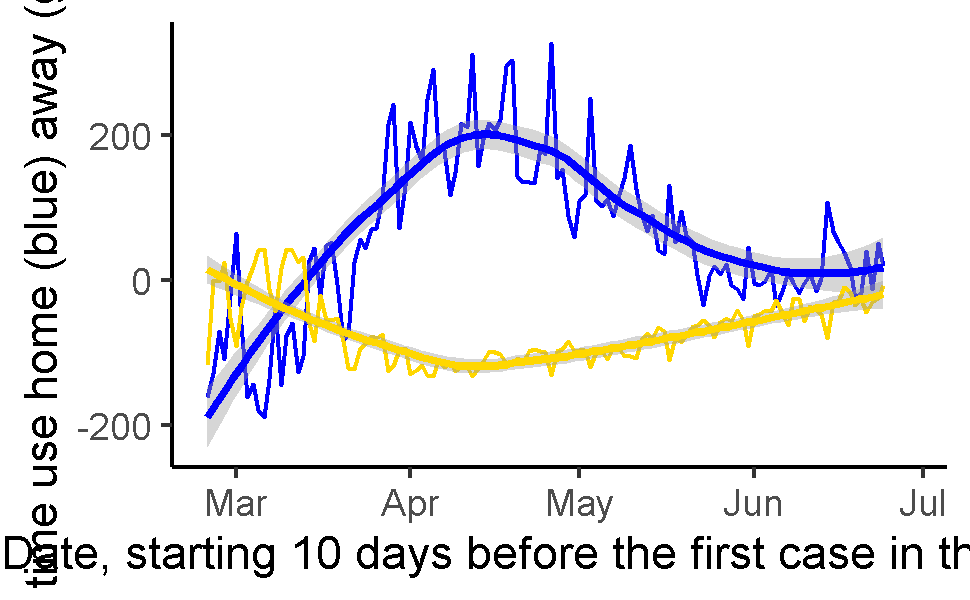 time use home (blue) away (
200
0
-200
Mar Apr May Jun Jul
Date, starting 10 days before the first case in